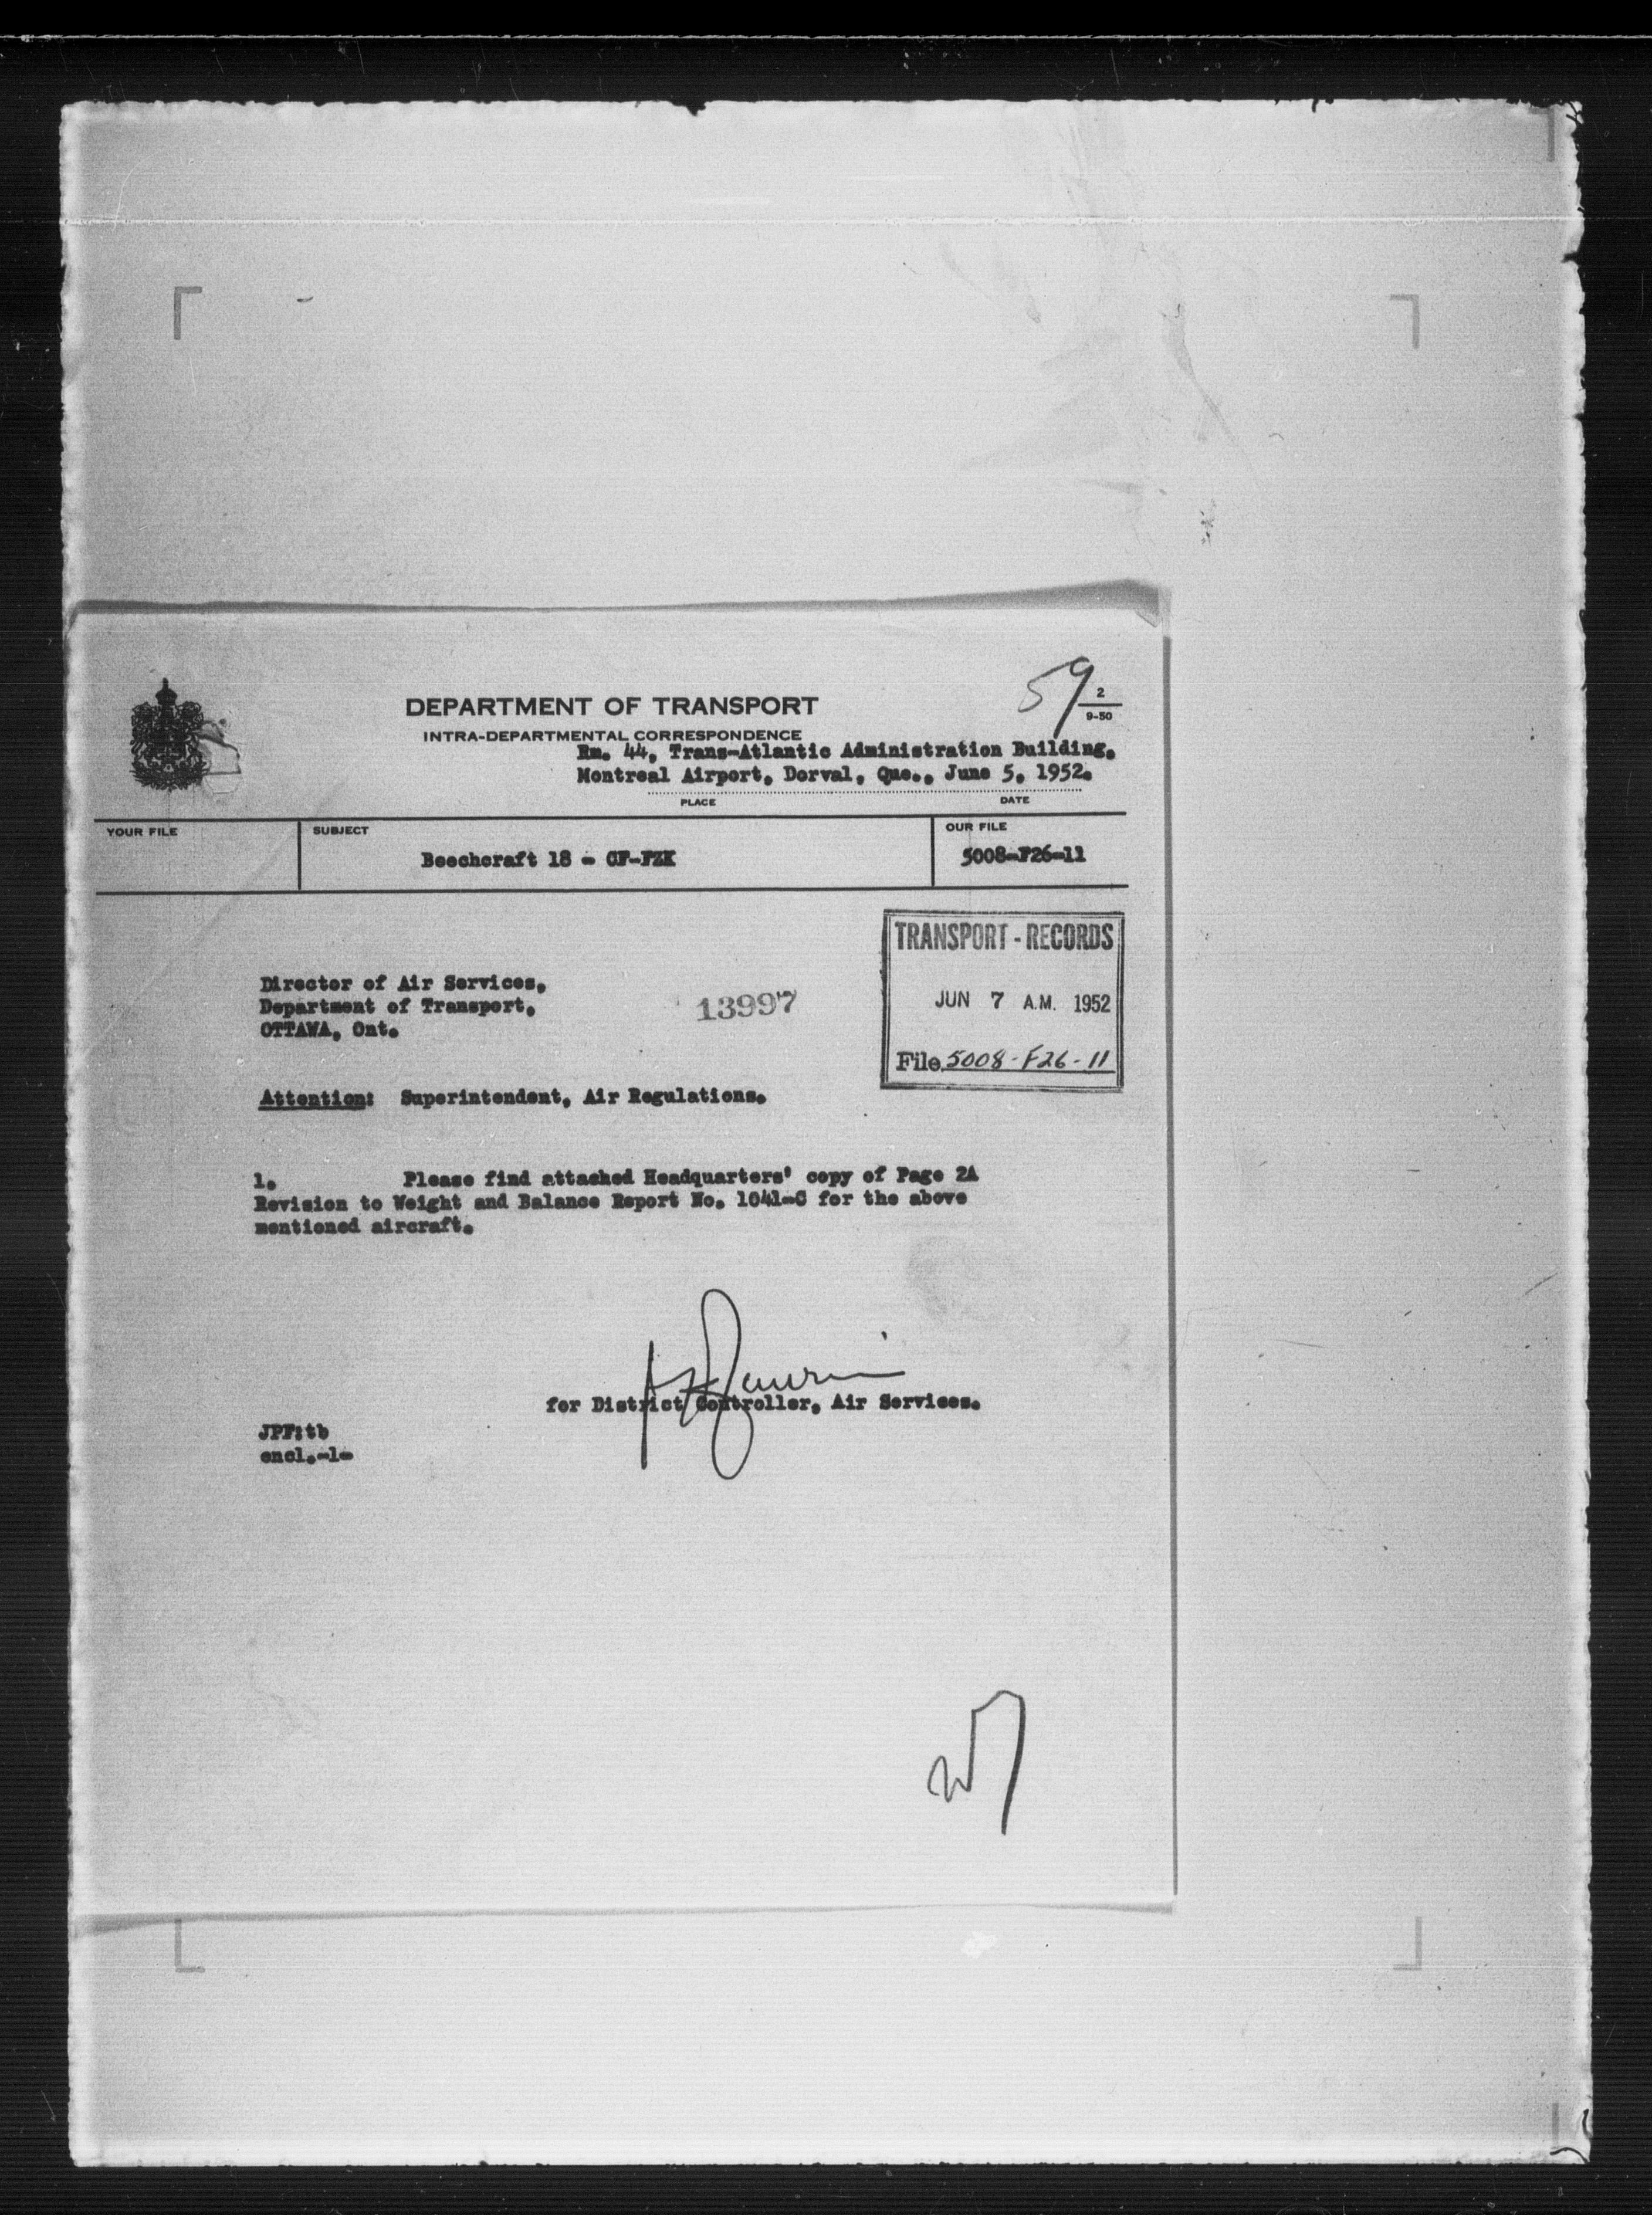 59
2
9-50
DEPARTMENT OF TRANSPORT
INTRA-DEPARTMENTAL CORRESPONDENCE
Rm. 44, Trans-Atlantic Administration Building,
Montreal Airport, Dorval, Que., June 5, 1952.
PLACE DATE
YOUR FILE SUBJECT OUR FILE
Beechcraft 18 - CF-FZK 5008-F26-11
TRANSPORT - RECORDS
JUN 7 A.M. 1952
File 5008-F26-11
Director of Air Services,
Department of Transport, 13997
OTTAWA, Ont.
Attention: Superintendent, Air Regulations.
1. Please find attached Headquarters' copy of Page 2A
Revision to Weight and Balance Report No. 1041-C for the above
mentioned aircraft.
for District Controller, Air Services.
JPF:tb
encl.-1-